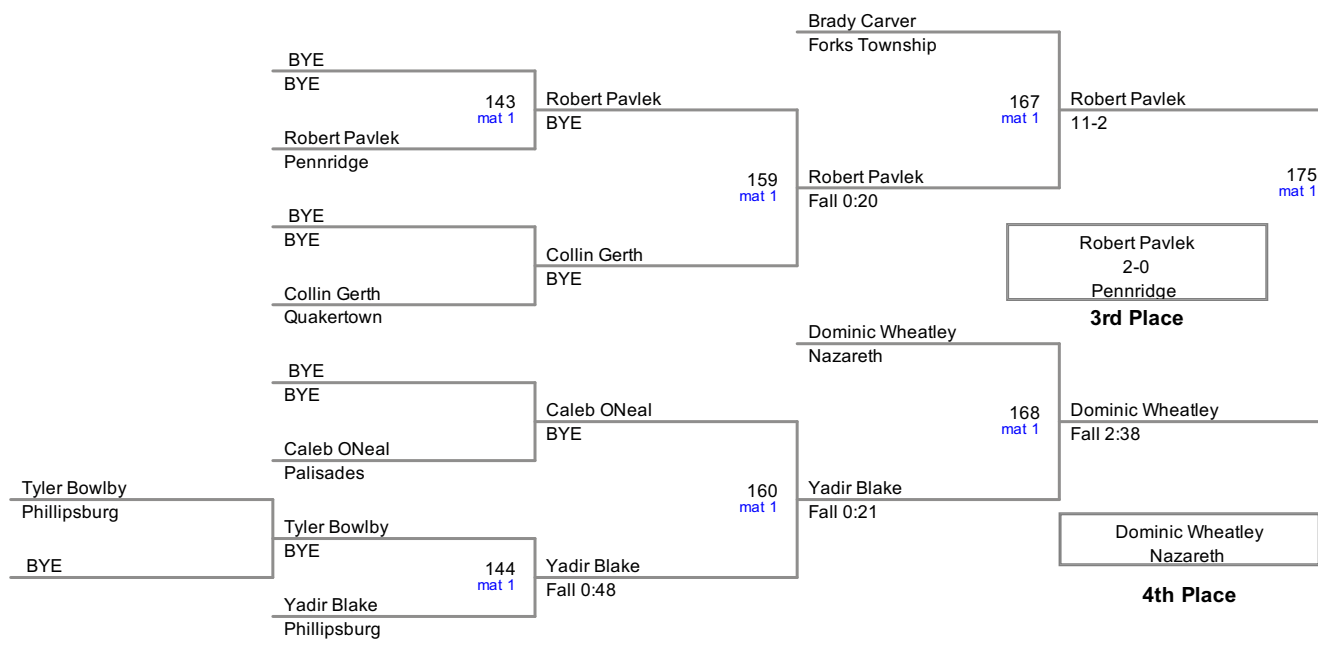 Brady Carver
Forks Township
BYE
BYE
143
mat 1
Robert Pavlek
BYE
167
mat 1
Robert Pavlek
11-2
Robert Pavlek
Pennridge
159
mat 1
Robert Pavlek
Fall 0:20
175
mat 1
BYE
BYE
Collin Gerth
BYE
Robert Pavlek
2-0
Pennridge
3rd Place
Collin Gerth
Quakertown
Dominic Wheatley
Nazareth
BYE
BYE
Caleb ONeal
BYE
168
mat 1
Dominic Wheatley
Fall 2:38
Caleb ONeal
Palisades
Tyler Bowlby
Phillipsburg
160
mat 1
Yadir Blake
Fall 0:21
Tyler Bowlby
BYE
Dominic Wheatley
Nazareth
4th Place
BYE
144
mat 1
Yadir Blake
Fall 0:48
Yadir Blake
Phillipsburg